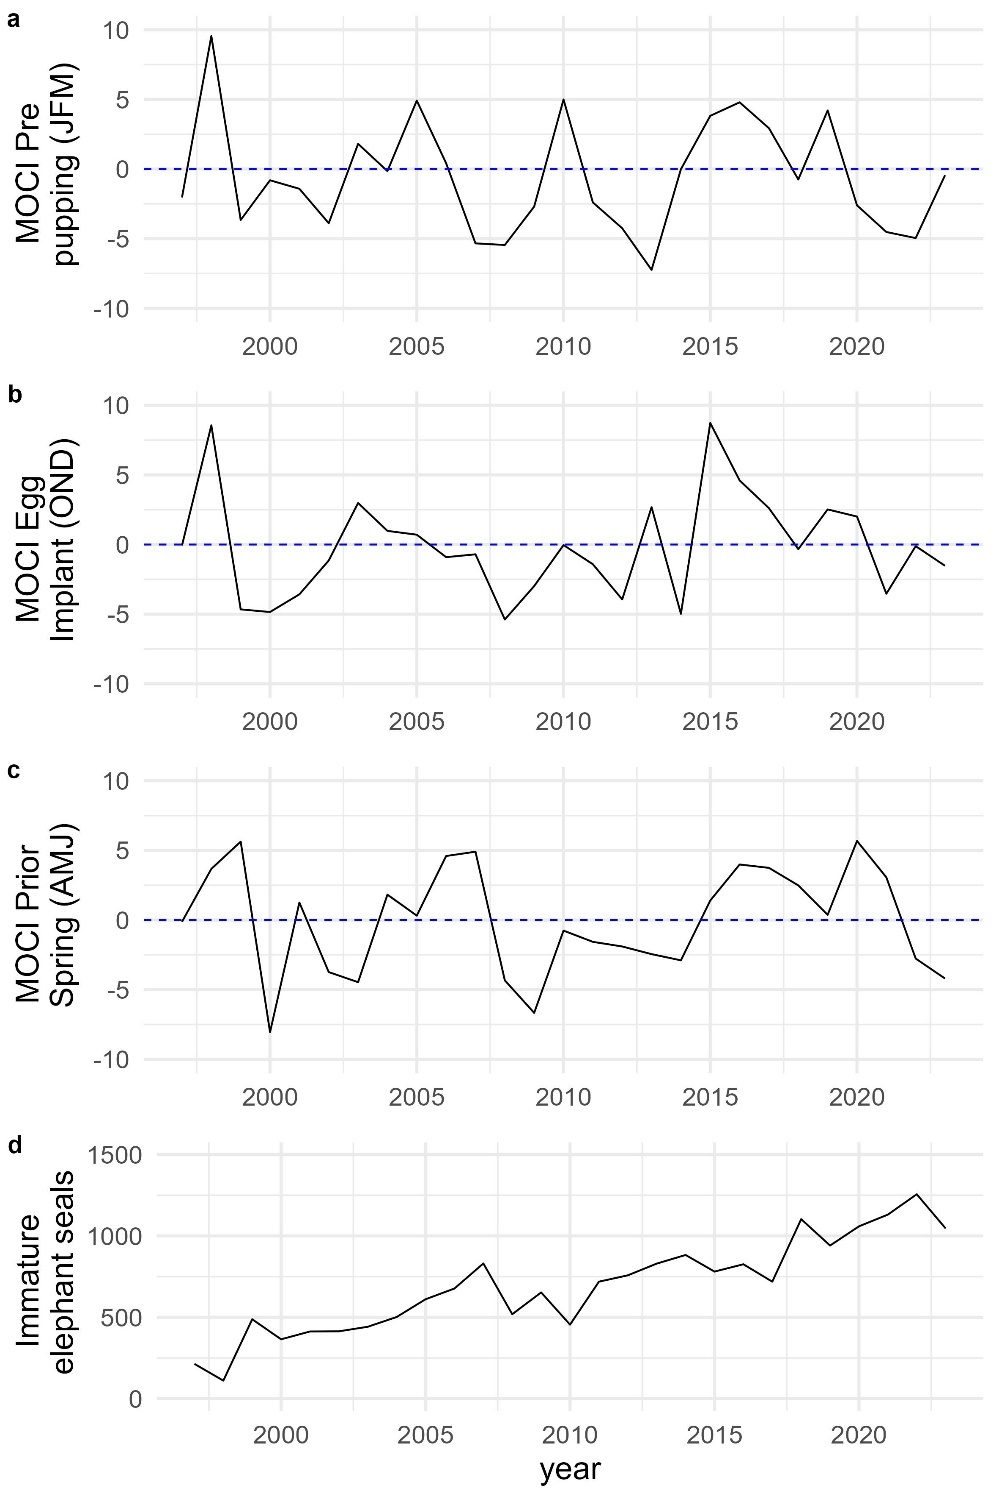 a
MOCI Pre
pupping (JFM)
10
5
0
-5
-10
2000 2005 2010 2015 2020
b
MOCI Egg
Implant (OND)
10
5
0
-5
-10
2000 2005 2010 2015 2020
c
MOCI Prior
Spring (AMJ)
10
5
0
-5
-10
2000 2005 2010 2015 2020
d
Immature
elephant seals
1500
1000
500
0
2000 2005 2010 2015 2020
year